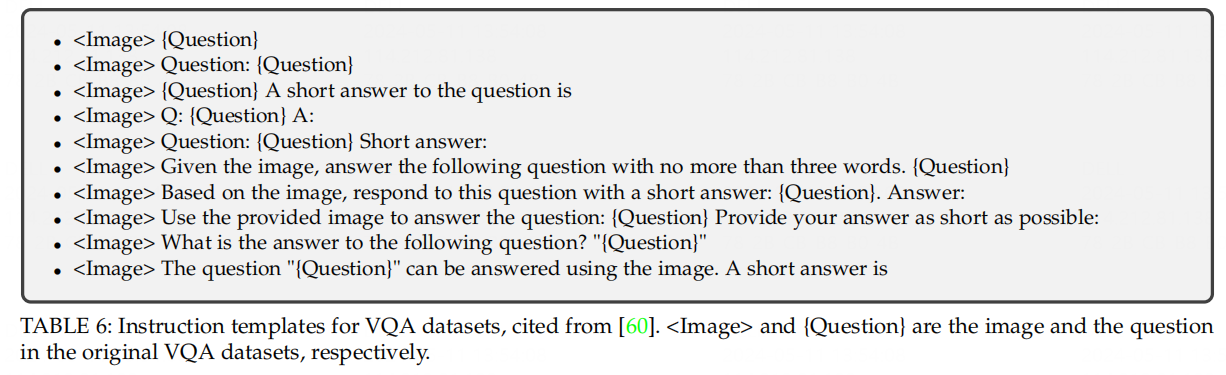 • <Image> {Question}
• <Image> Question: {Question}
• <Image> {Question} A short answer to the question is
• <Image> Q: {Question} A:
• <Image> Question: {Question} Short answer:
• <Image> Given the image, answer the following question with no more than three words. {Question}
• <Image> Based on the image, respond to this question with a short answer: {Question}. Answer:
• <Image> Use the provided image to answer the question: {Question} Provide your answer as short as possible:
• <Image> What is the answer to the following question? "{Question}"
• <Image> The question "{Question}" can be answered using the image. A short answer is
TABLE 6: Instruction templates for VQA datasets, cited from [60]. <Image> and {Question} are the image and the question
in the original VQA datasets, respectively.